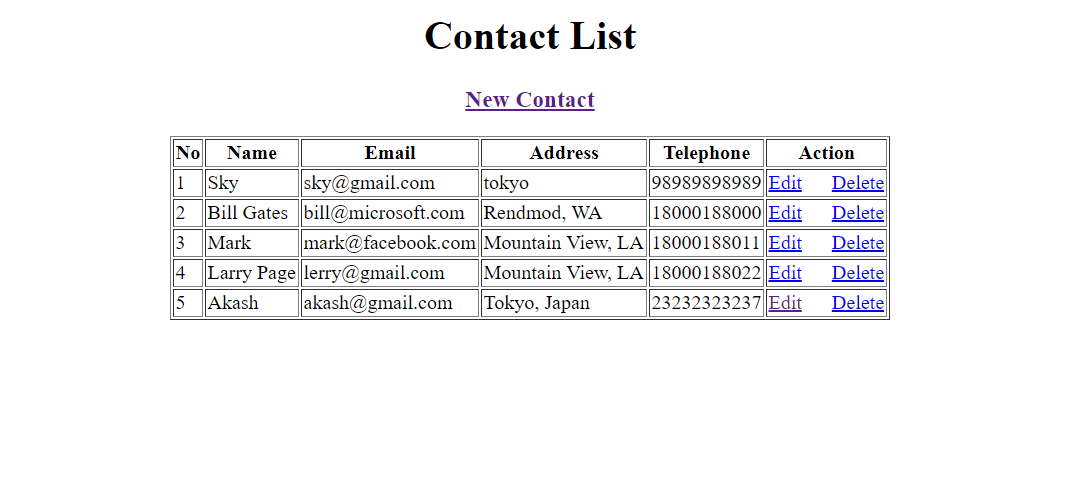 Contact List
New Contact
No Name Email Address Telephone Action
1 Sky sky@gmail.com tokyo 98989898989 Edit Delete
2 Bill Gates bill@microsoft.com Rendmod, WA 18000188000 Edit Delete
3 Mark mark@facebook.com Mountain View, LA 18000188011 Edit Delete
4 Larry Page lerry@gmail.com Mountain View, LA 18000188022 Edit Delete
5 Akash akash@gmail.com Tokyo, Japan 23232323237 Edit Delete